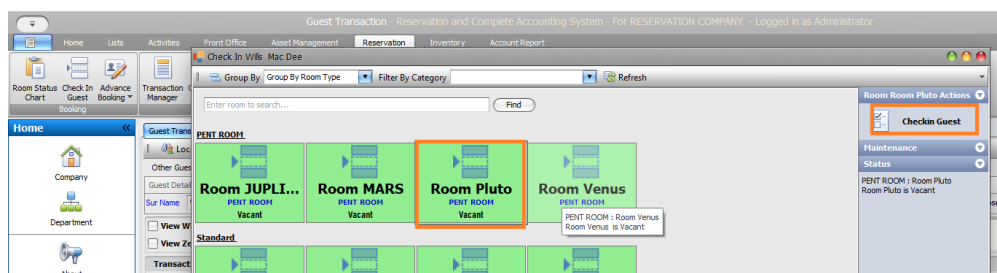 Guest Transaction - Reservation and Complete Accounting System - For RESERVATION COMPANY - Logged in as Administrator
Home Lists Activities Front Office Asset Management Reservation Inventory Account Report
Check In Wills Mac Dee
Room Status Chart
Check In Guest
Advance Booking
Transaction Manager
Booking
Group By Group By Room Type Filter By Category Refresh
Enter room to search... Find
Room Room Pluto Actions
Checkin Guest
Maintenance
Status
PENT ROOM : Room Pluto
Room Pluto is Vacant
Home
Company
Department
Guest Trans
Loc
Other Gues
Guest Detail
Sur Name
View Wi
View Ze
Transact
PENT ROOM
Room JUPLI... Room MARS Room Pluto Room Venus
PENT ROOM PENT ROOM PENT ROOM PENT ROOM
Vacant Vacant Vacant
PENT ROOM : Room Venus
Room Venus is Vacant
Standard